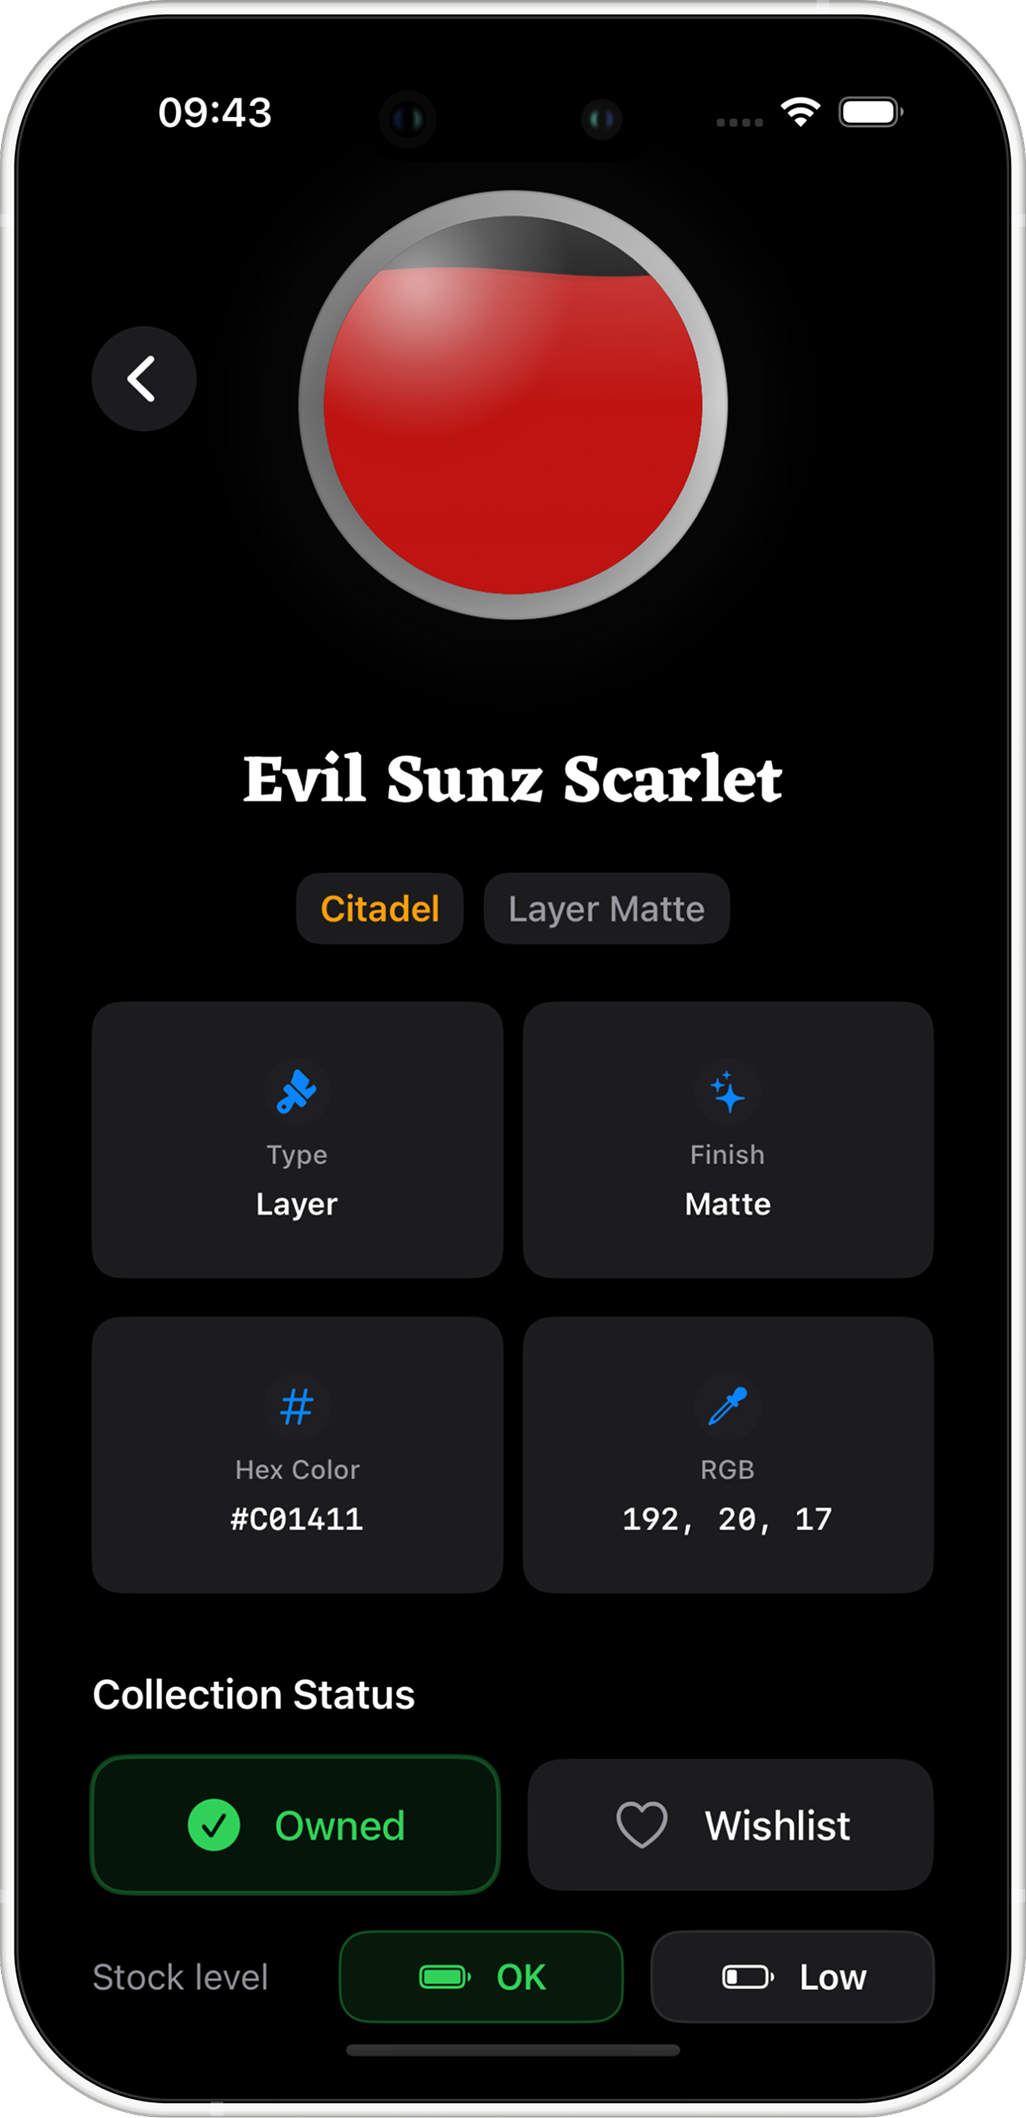 09:43
Evil Sunz Scarlet
Citadel
Layer Matte
Type
Layer
Finish
Matte
Hex Color
#C01411
RGB
192, 20, 17
Collection Status
Owned
Wishlist
Stock level
OK
Low